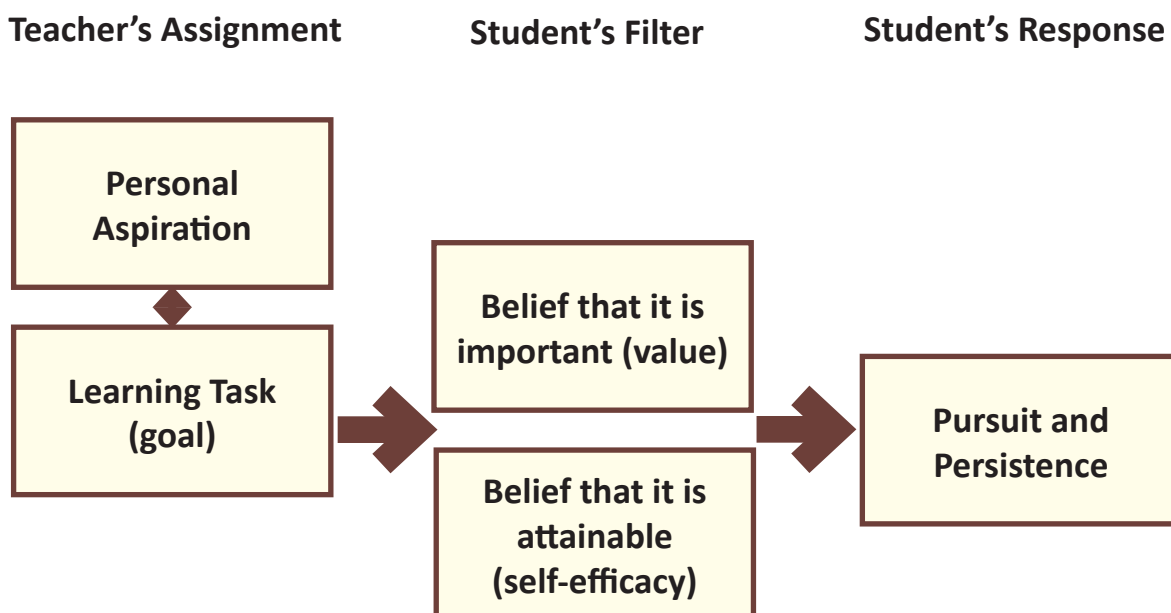 Teacher’s Assignment
Student’s Filter
Student’s Response
Personal
Aspiration
Learning Task
(goal)
Belief that it is
important (value)
Belief that it is
attainable
(self-efficacy)
Pursuit and
Persistence